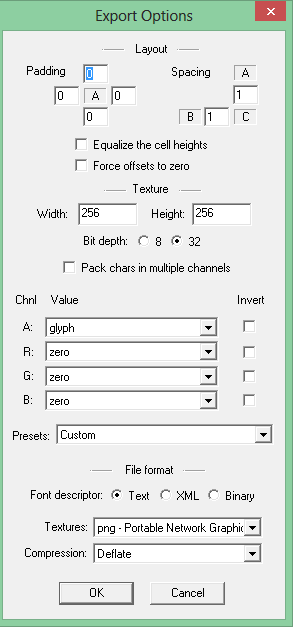 Export Options
Layout
Padding 0 Spacing A
0 A 0 1
0 B 1 C
Equalize the cell heights
Force offsets to zero
Texture
Width: 256 Height: 256
Bit depth: 8 32
Pack chars in multiple channels
Chnl Value Invert
A: glyph
R: zero
G: zero
B: zero
Presets: Custom
File format
Font descriptor: Text XML Binary
Textures: png - Portable Network Graphic
Compression: Deflate
OK Cancel